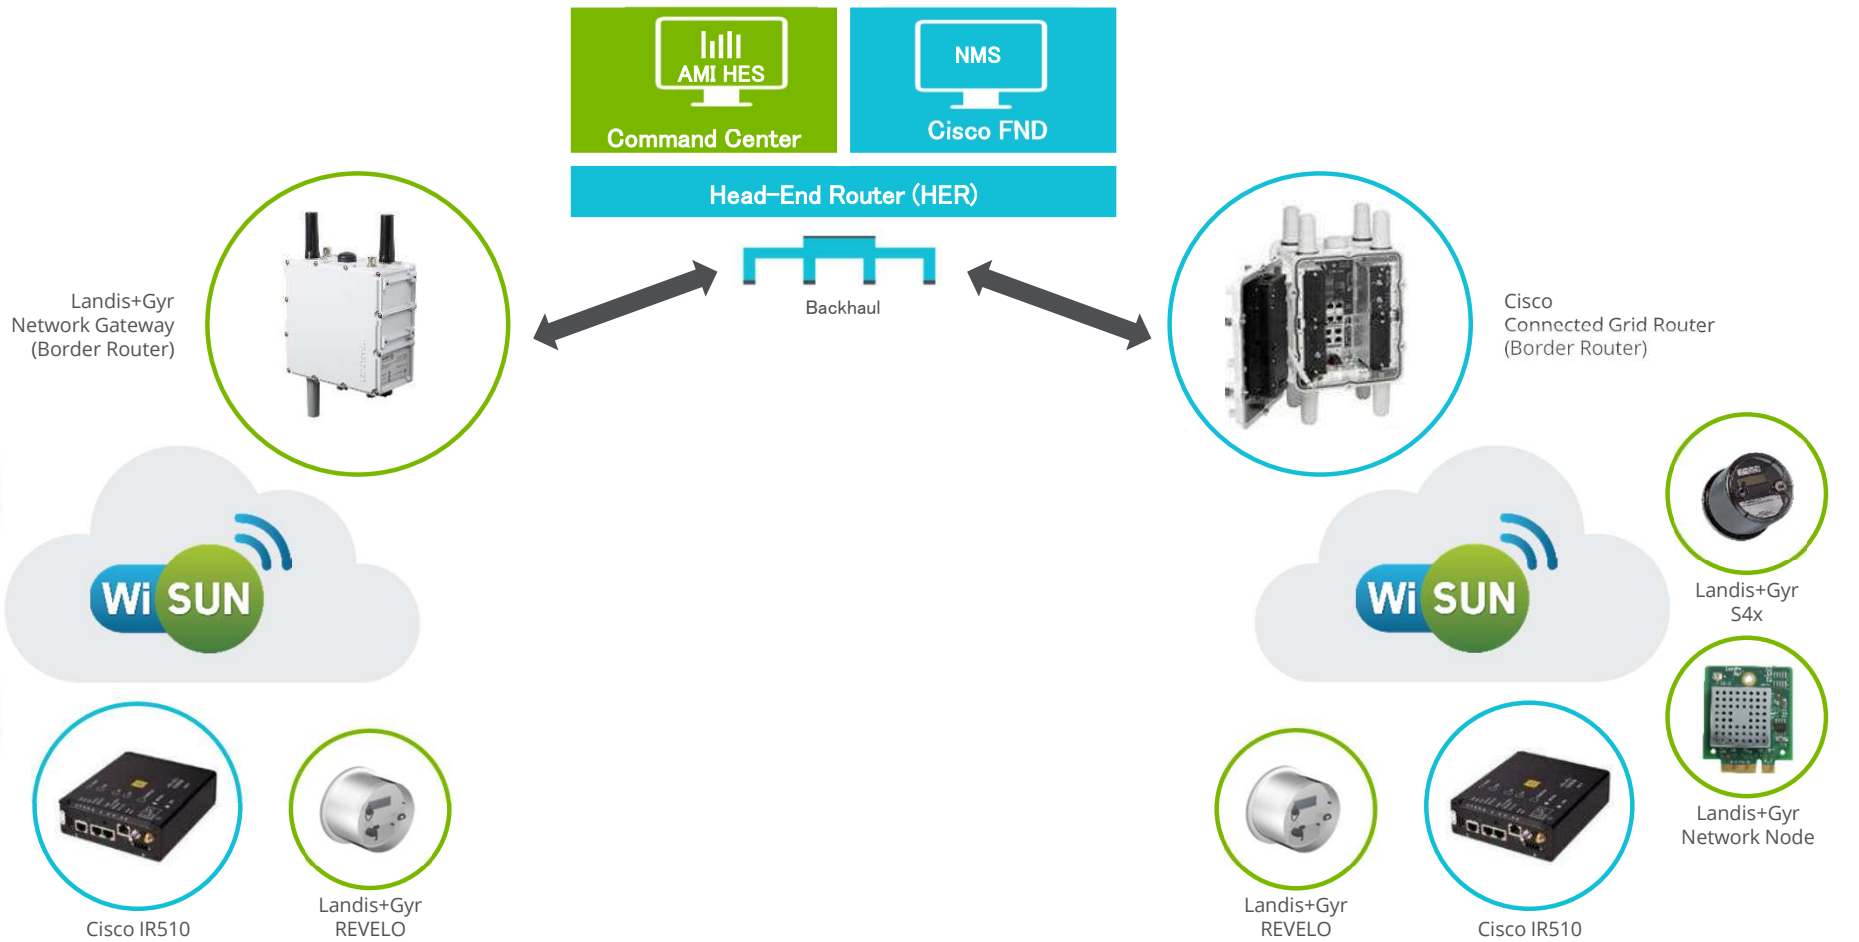 AMI HES
Command Center
NMS
Cisco FND
Head-End Router (HER)
Backhaul
Landis+Gyr
Network Gateway
(Border Router)
Cisco
Connected Grid Router
(Border Router)
Wi SUN
Wi SUN
Landis+Gyr
S4x
Landis+Gyr
Network Node
Cisco IR510
Landis+Gyr
REVELO
Landis+Gyr
REVELO
Cisco IR510